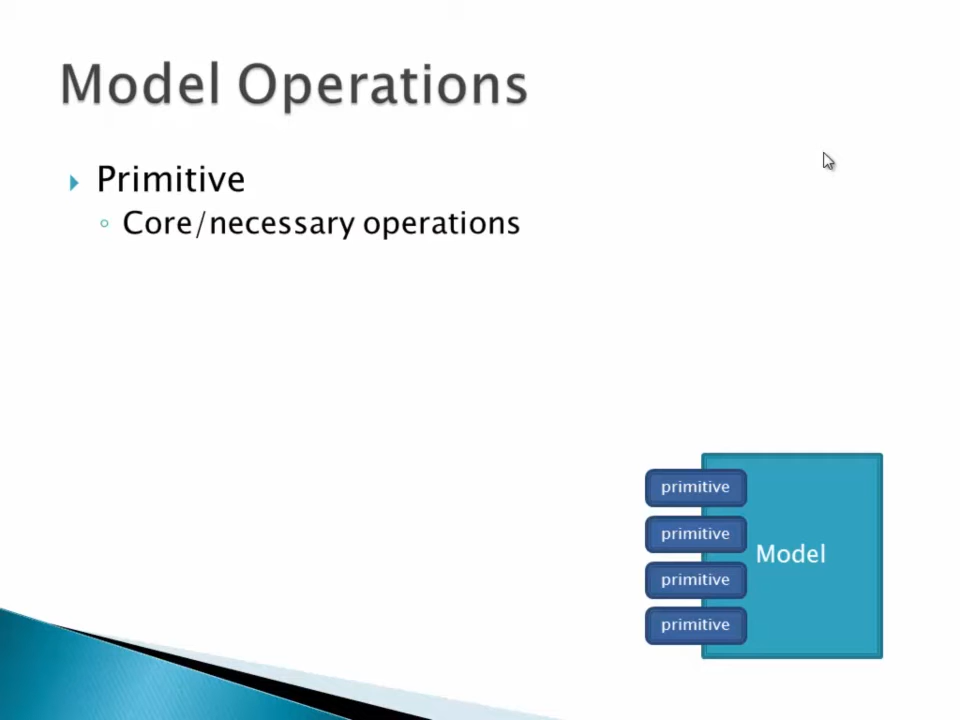 Model Operations
Primitive
Core/necessary operations
primitive
primitive
Model
primitive
primitive